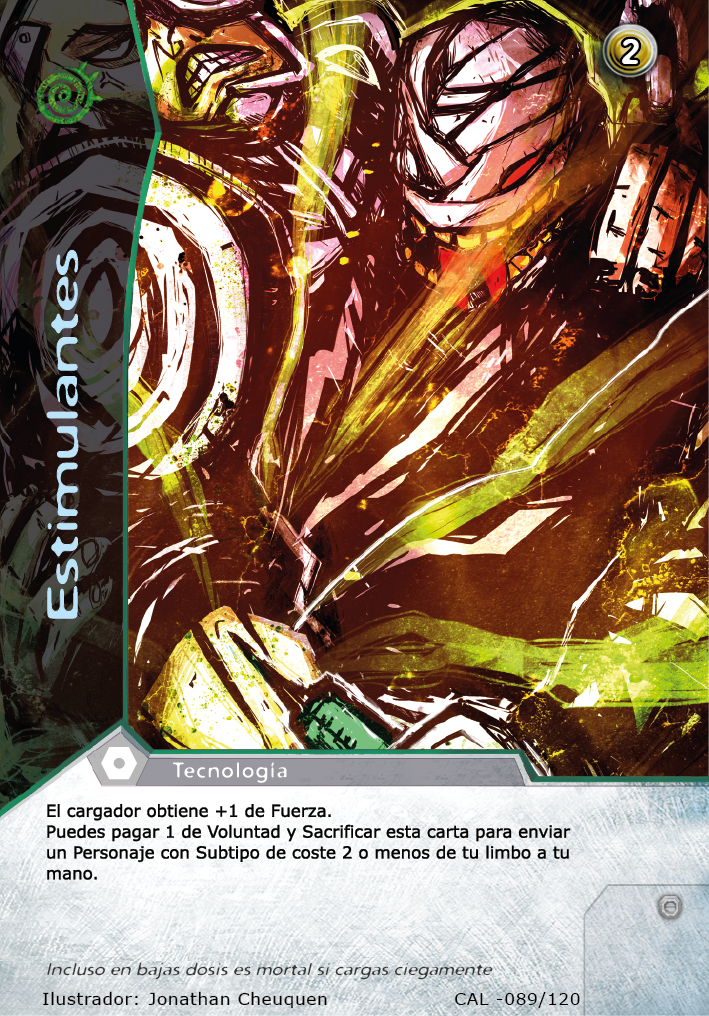 2
Estimulantes
Tecnología
El cargador obtiene +1 de Fuerza.
Puedes pagar 1 de Voluntad y Sacrificar esta carta para enviar
un Personaje con Subtipo de coste 2 o menos de tu limbo a tu
mano.
Incluso en bajas dosis es mortal si cargas ciegamente
Ilustrador: Jonathan Cheuquen
CAL -089/120